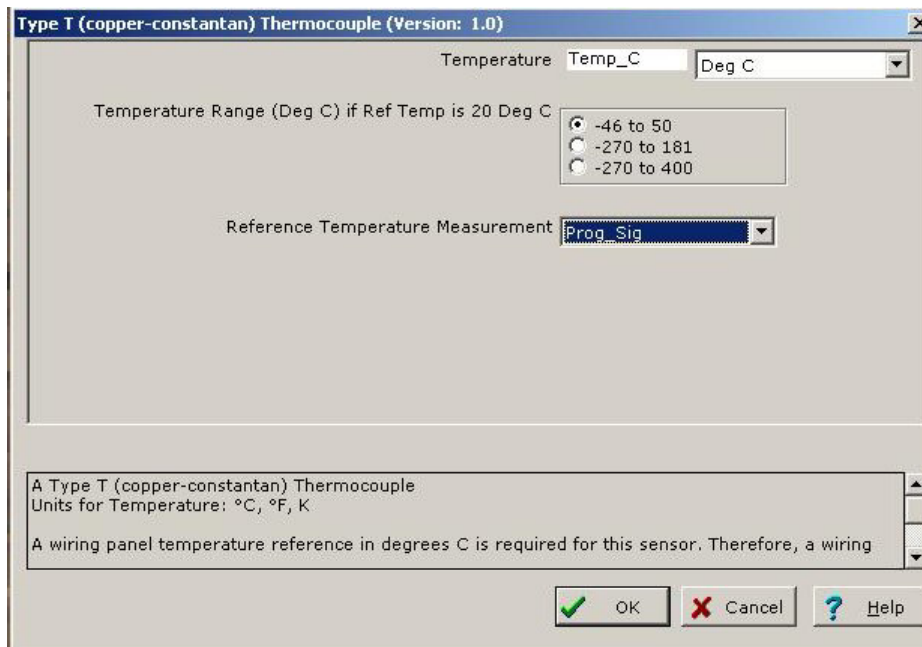 Type T (copper-constantan) Thermocouple (Version: 1.0)
Temperature Temp_C Deg C
Temperature Range (Deg C) if Ref Temp is 20 Deg C
-46 to 50
-270 to 181
-270 to 400
Reference Temperature Measurement Prog_Sig
A Type T (copper-constantan) Thermocouple
Units for Temperature: °C, °F, K
A wiring panel temperature reference in degrees C is required for this sensor. Therefore, a wiring
OK Cancel Help